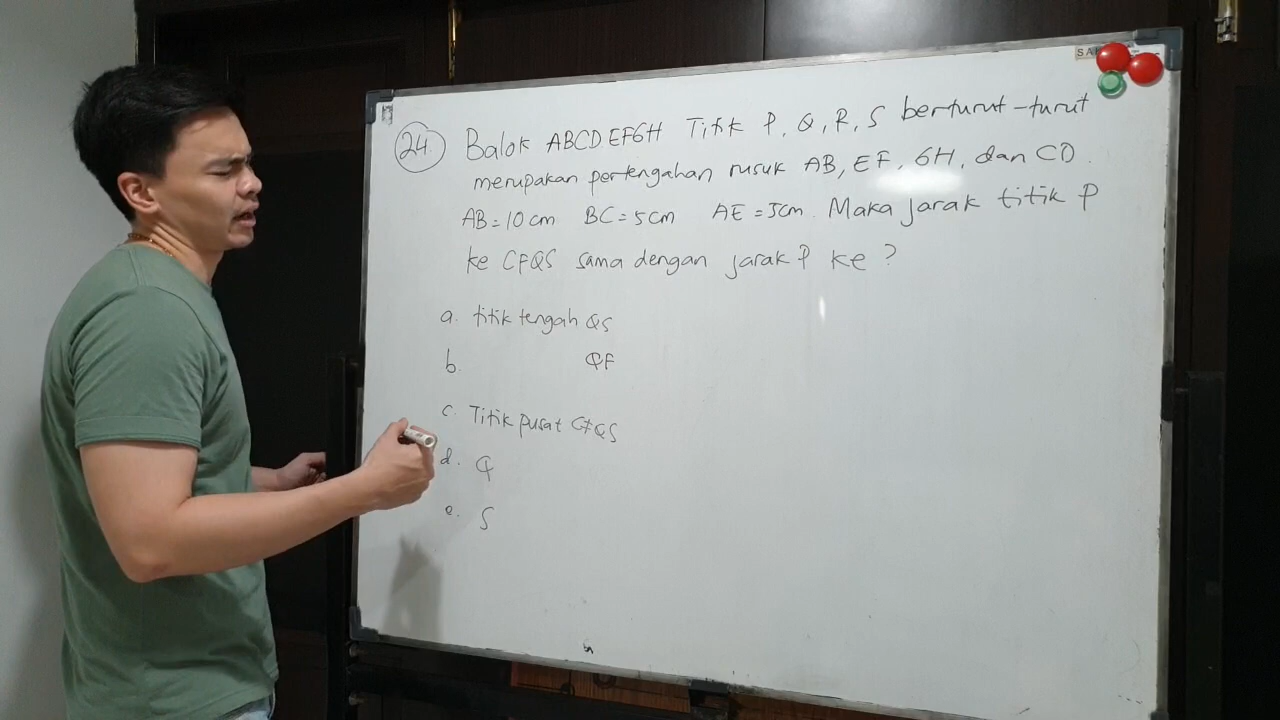 24. Balok ABCD EFGH Titik P, Q, R, S berturut-turut
merupakan pertengahan rusuk AB, EF, GH, dan CD.
AB = 10 cm BC = 5 cm AE = 5 cm. Maka jarak titik P
ke CFQS sama dengan jarak P ke ?
a. titik tengah QS
b. QF
c. Titik pusat CFQS
d. Q
e. S